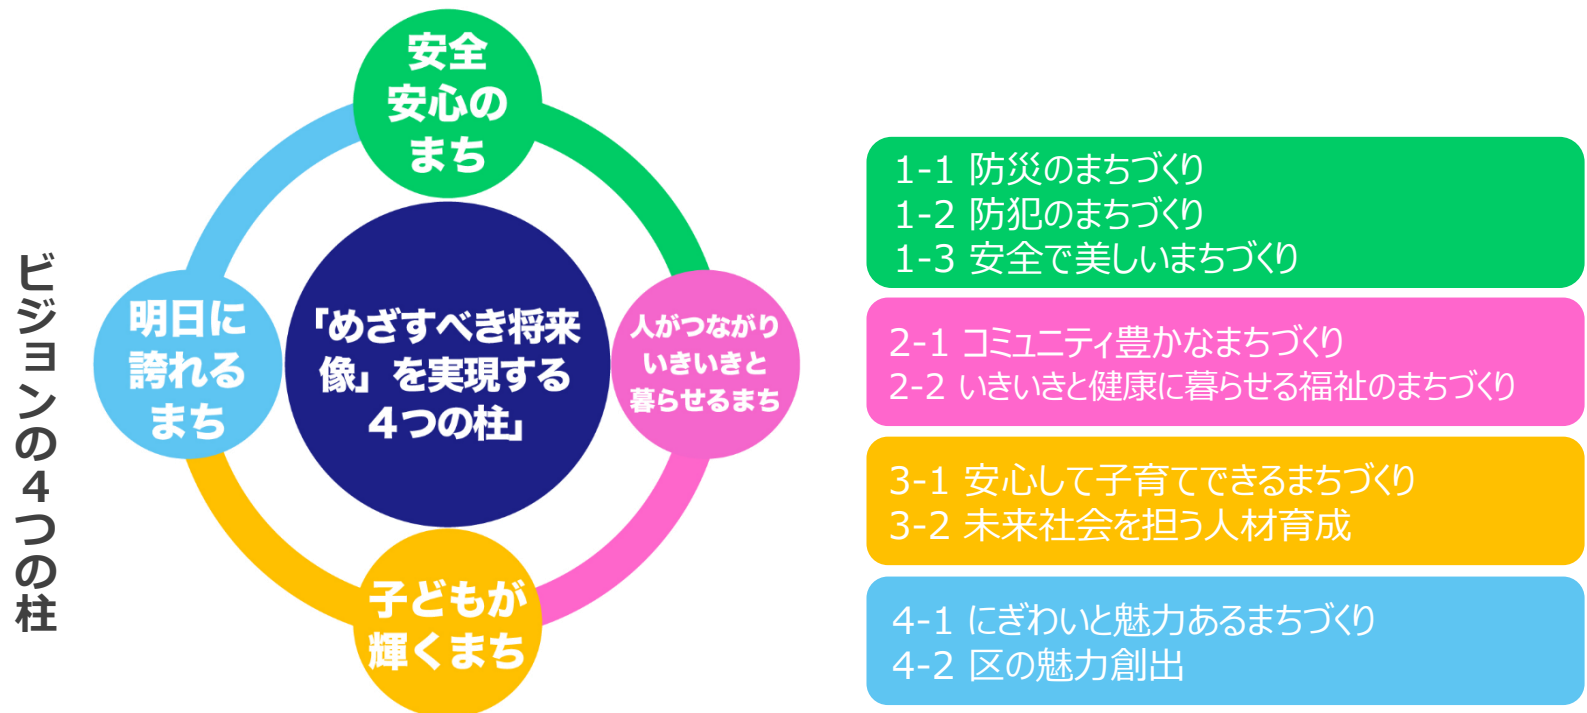 ビジョンの４つの柱
安全
安心の
まち
明日に
誇れる
まち
「めざすべき将来
像」を実現する
４つの柱」
人がつながり
いきいきと
暮らせるまち
子どもが
輝くまち
1-1 防災のまちづくり
1-2 防犯のまちづくり
1-3 安全で美しいまちづくり
2-1 コミュニティ豊かなまちづくり
2-2 いきいきと健康に暮らせる福祉のまちづくり
3-1 安心して子育てできるまちづくり
3-2 未来社会を担う人材育成
4-1 にぎわいと魅力あるまちづくり
4-2 区の魅力創出